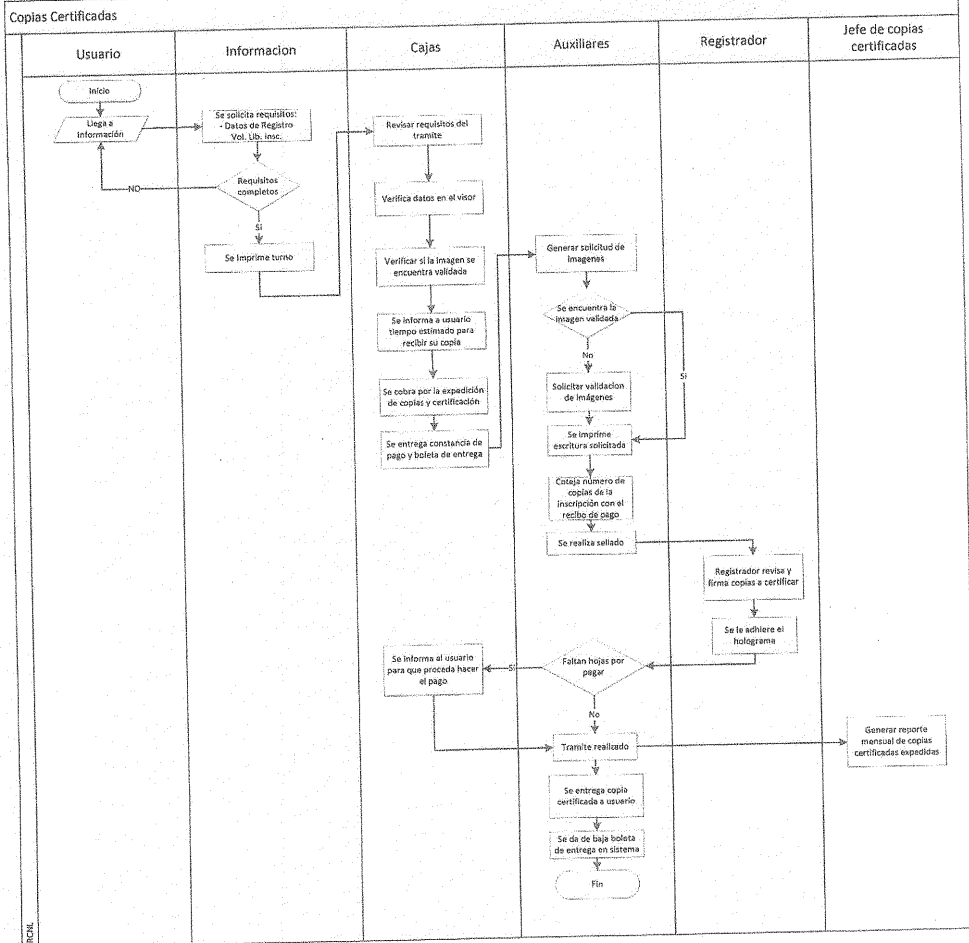 Copias Certificadas
Usuario
Informacion
Cajas
Auxiliares
Registrador
Jefe de copias
certificadas
Inicio
Llega a
Información
Se solicita requisitos:
- Datos de Registro
Vol. Lib. insc.
Requisitos
completos
NO
Si
Se imprime turno
Revisar requisitos del
tramite
Verifica datos en el visor
Verificar si la imagen se
encuentra validada
Se informa a usuario
tiempo estimado para
recibir su copia
Se cobra por la expedición
de copias y certificación
Se entrega constancia de
pago y boleta de entrega
Generar solicitud de
imagenes
Se encuentra la
imagen validada
No
Si
Solicitar validacion
de imágenes
Se imprime
escritura solicitada
Coteja número de
copias de la
inscripción con el
recibo de pago
Se realiza sellado
Registrador revisa y
firma copias a certificar
Se le adhiere el
holograma
Faltan hojas por
pagar
Si
Se informa al usuario
para que proceda hacer
el pago
No
Tramite realizado
Generar reporte
mensual de copias
certificadas expedidas
Se entrega copia
certificada a usuario
Se da de baja boleta
de entrega en sistema
Fin
RCNL